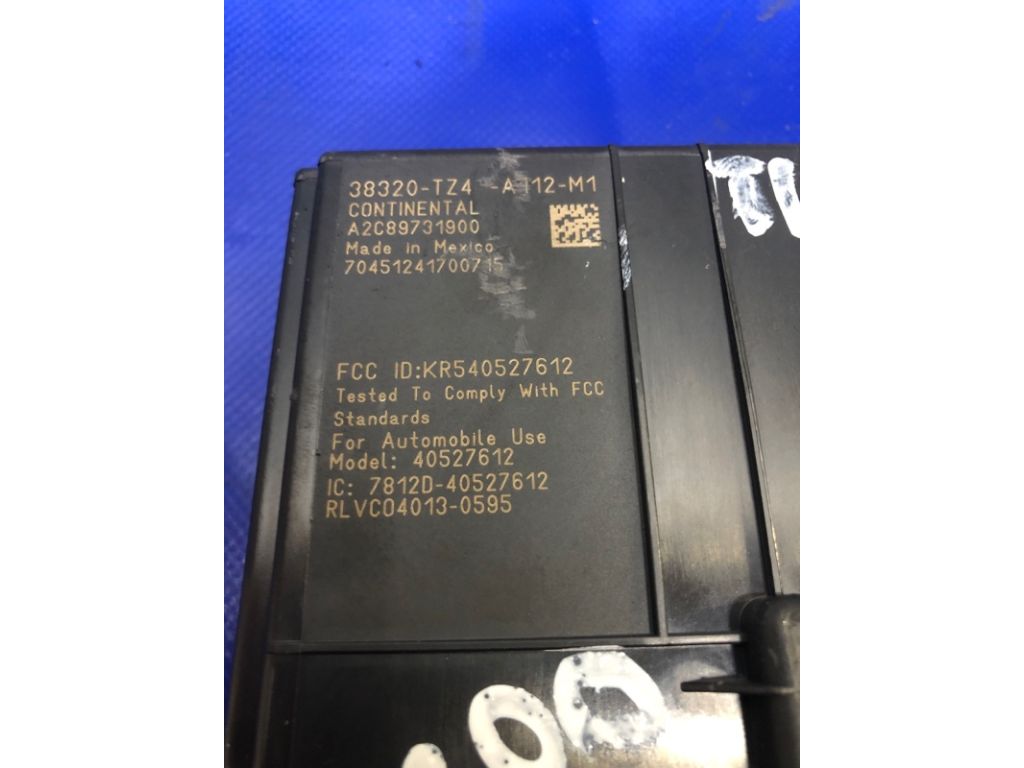 38320-TZ4 -A112-M1
CONTINENTAL
A2C89731900
Made in Mexico
70451241700715
FCC ID:KR540527612
Tested To Comply With FCC
Standards
For Automobile Use
Model: 40527612
IC: 7812D-40527612
RLVC04013-0595